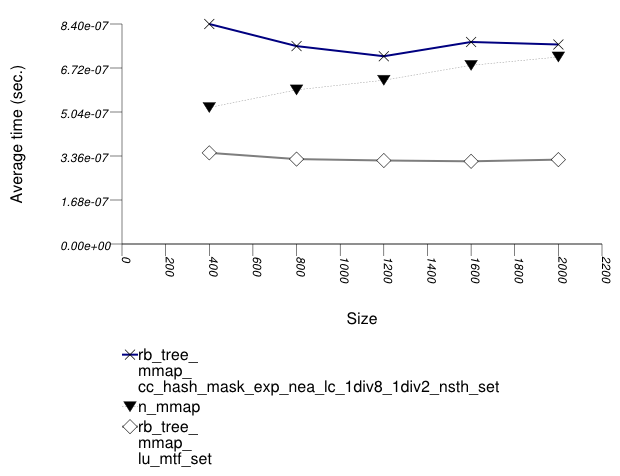 8.40e-07
6.72e-07
5.04e-07
3.36e-07
1.68e-07
0.00e+00
Average time (sec.)
0
200
400
600
800
1000
1200
1400
1600
1800
2000
2200
Size
rb_tree_
mmap_
cc_hash_mask_exp_nea_lc_1div8_1div2_nsth_set
n_mmap
rb_tree_
mmap_
lu_mtf_set